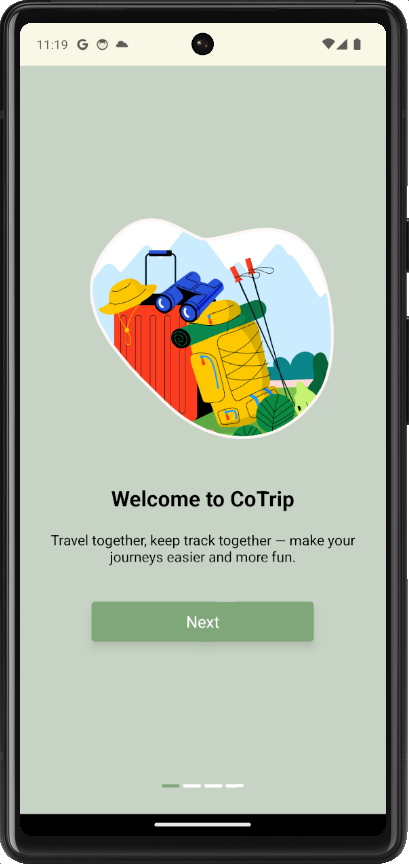 11:19
Welcome to CoTrip
Travel together, keep track together — make your
journeys easier and more fun.
Next